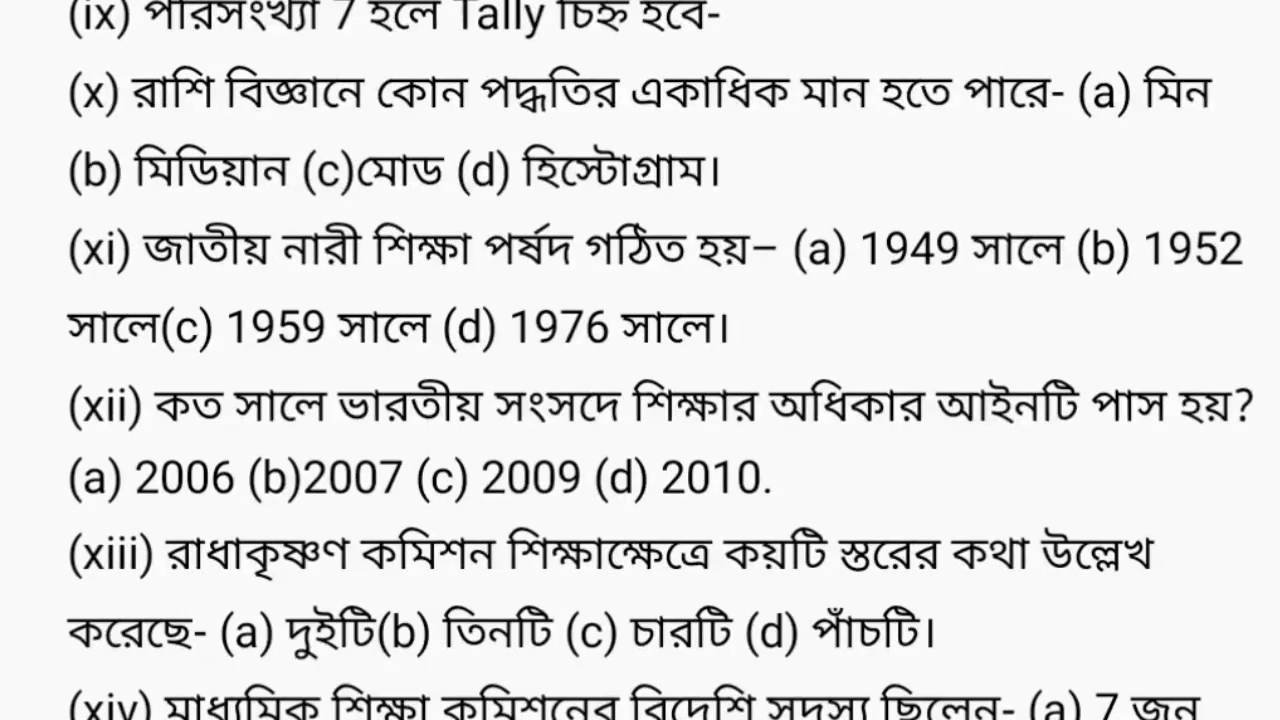 (ix) পরিসংখ্যা 7 হলে Tally চিহ্ন হবে-
(x) রাশি বিজ্ঞানে কোন পদ্ধতির একাধিক মান হতে পারে- (a) মিন
(b) মিডিয়ান (c)মোড (d) হিস্টোগ্রাম।
(xi) জাতীয় নারী শিক্ষা পর্ষদ গঠিত হয়– (a) 1949 সালে (b) 1952
সালে(c) 1959 সালে (d) 1976 সালে।
(xii) কত সালে ভারতীয় সংসদে শিক্ষার অধিকার আইনটি পাস হয়?
(a) 2006 (b)2007 (c) 2009 (d) 2010.
(xiii) রাধাকৃষ্ণণ কমিশন শিক্ষাক্ষেত্রে কয়টি স্তরের কথা উল্লেখ
করেছে- (a) দুইটি(b) তিনটি (c) চারটি (d) পাঁচটি।
(xiv) মাধ্যমিক শিক্ষা কমিশনের বিদেশি সদস্য ছিলেন- (a) 7 জন